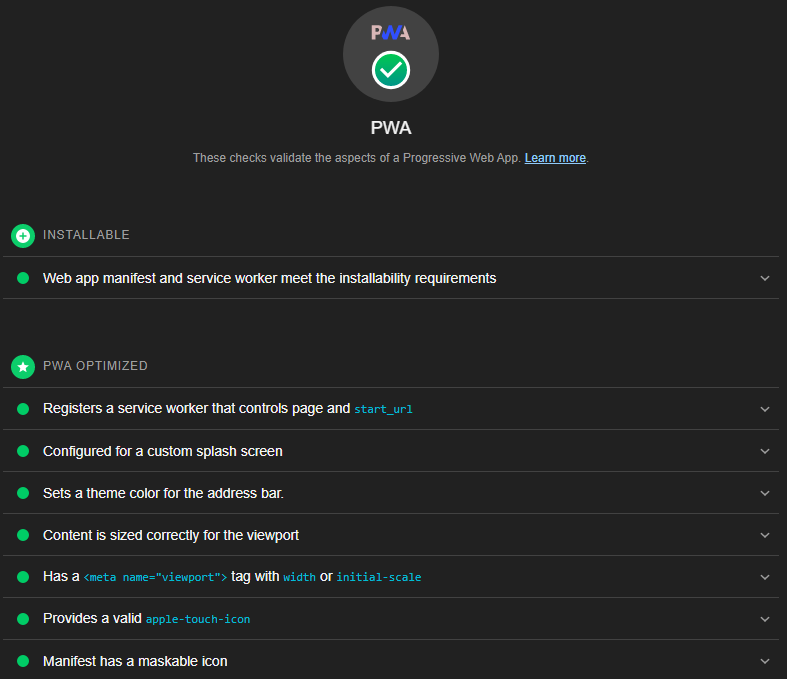 PWA
PWA
These checks validate the aspects of a Progressive Web App. Learn more.
INSTALLABLE
Web app manifest and service worker meet the installability requirements
PWA OPTIMIZED
Registers a service worker that controls page and start_url
Configured for a custom splash screen
Sets a theme color for the address bar.
Content is sized correctly for the viewport
Has a <meta name="viewport"> tag with width or initial-scale
Provides a valid apple-touch-icon
Manifest has a maskable icon